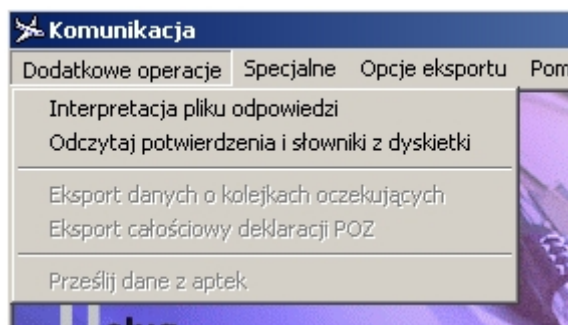 Komunikacja
Dodatkowe operacje Specjalne Opcje eksportu
Interpretacja pliku odpowiedzi
Odczytaj potwierdzenia i słowniki z dyskietki
Eksport danych o kolejkach oczekujących
Eksport całościowy deklaracji POZ
Prześlij dane z aptek